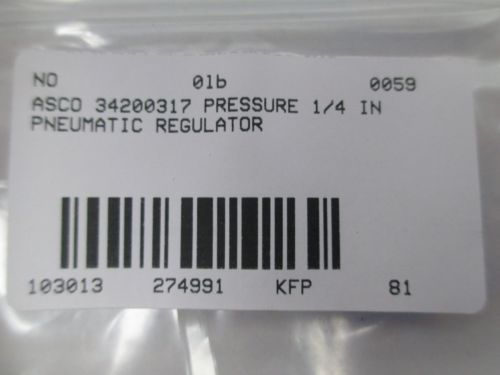 NO 01b 0059
ASCO 34200317 PRESSURE 1/4 IN
PNEUMATIC REGULATOR
103013 274991 KFP 81